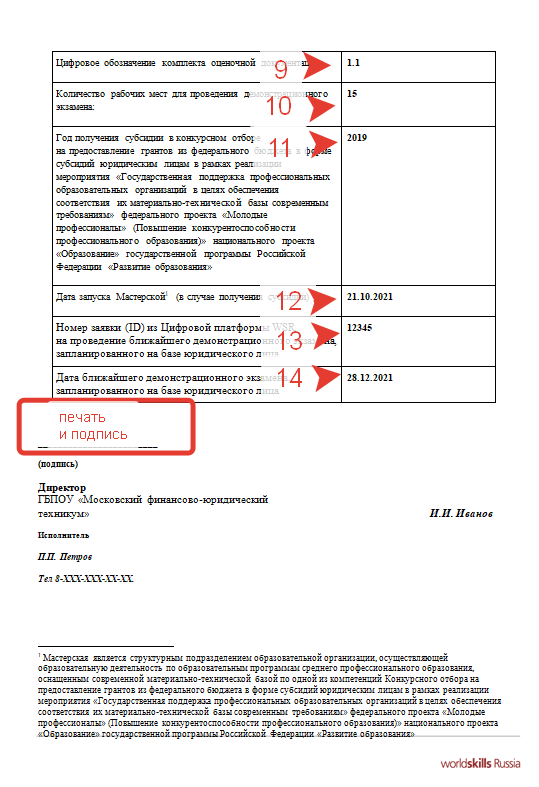 Цифровое обозначение комплекта оценочной
9
1.1
Количество рабочих мест для проведения демонстрационного
экзамена:
10
15
Год получения субсидии в конкурсном отборе
на предоставление грантов из федерального бюджета в форме
субсидий юридическим лицам в рамках реализации
мероприятия «Государственная поддержка профессиональных
образовательных организаций в целях обеспечения
соответствия их материально-технической базы современным
требованиям» федерального проекта «Молодые
профессионалы» (Повышение конкурентоспособности
профессионального образования)» национального проекта
«Образование» государственной программы Российской
Федерации «Развитие образования»
11
2019
Дата запуска Мастерской1 (в случае получения субсидии)
12
21.10.2021
Номер заявки (ID) из Цифровой платформы WSR
на проведение ближайшего демонстрационного экзамена,
запланированного на базе юридического лица
13
12345
Дата ближайшего демонстрационного экзамена,
запланированного на базе юридического лица
14
28.12.2021
печать
и подпись
(подпись)
Директор
ГБПОУ «Московский финансово-юридический
техникум»
И.И. Иванов
Исполнитель
П.П. Петров
Тел 8-XXX-XXX-XX-XX.
1 Мастерская является структурным подразделением образовательной организации, осуществляющей
образовательную деятельность по образовательным программам среднего профессионального образования,
оснащенным современной материально-технической базой по одной из компетенций Конкурсного отбора на
предоставление грантов из федерального бюджета в форме субсидий юридическим лицам в рамках реализации
мероприятия «Государственная поддержка профессиональных образовательных организаций в целях обеспечения
соответствия их материально-технической базы современным требованиям» федерального проекта «Молодые
профессионалы» (Повышение конкурентоспособности профессионального образования)» национального проекта
«Образование» государственной программы Российской Федерации «Развитие образования»
worldskills Russia